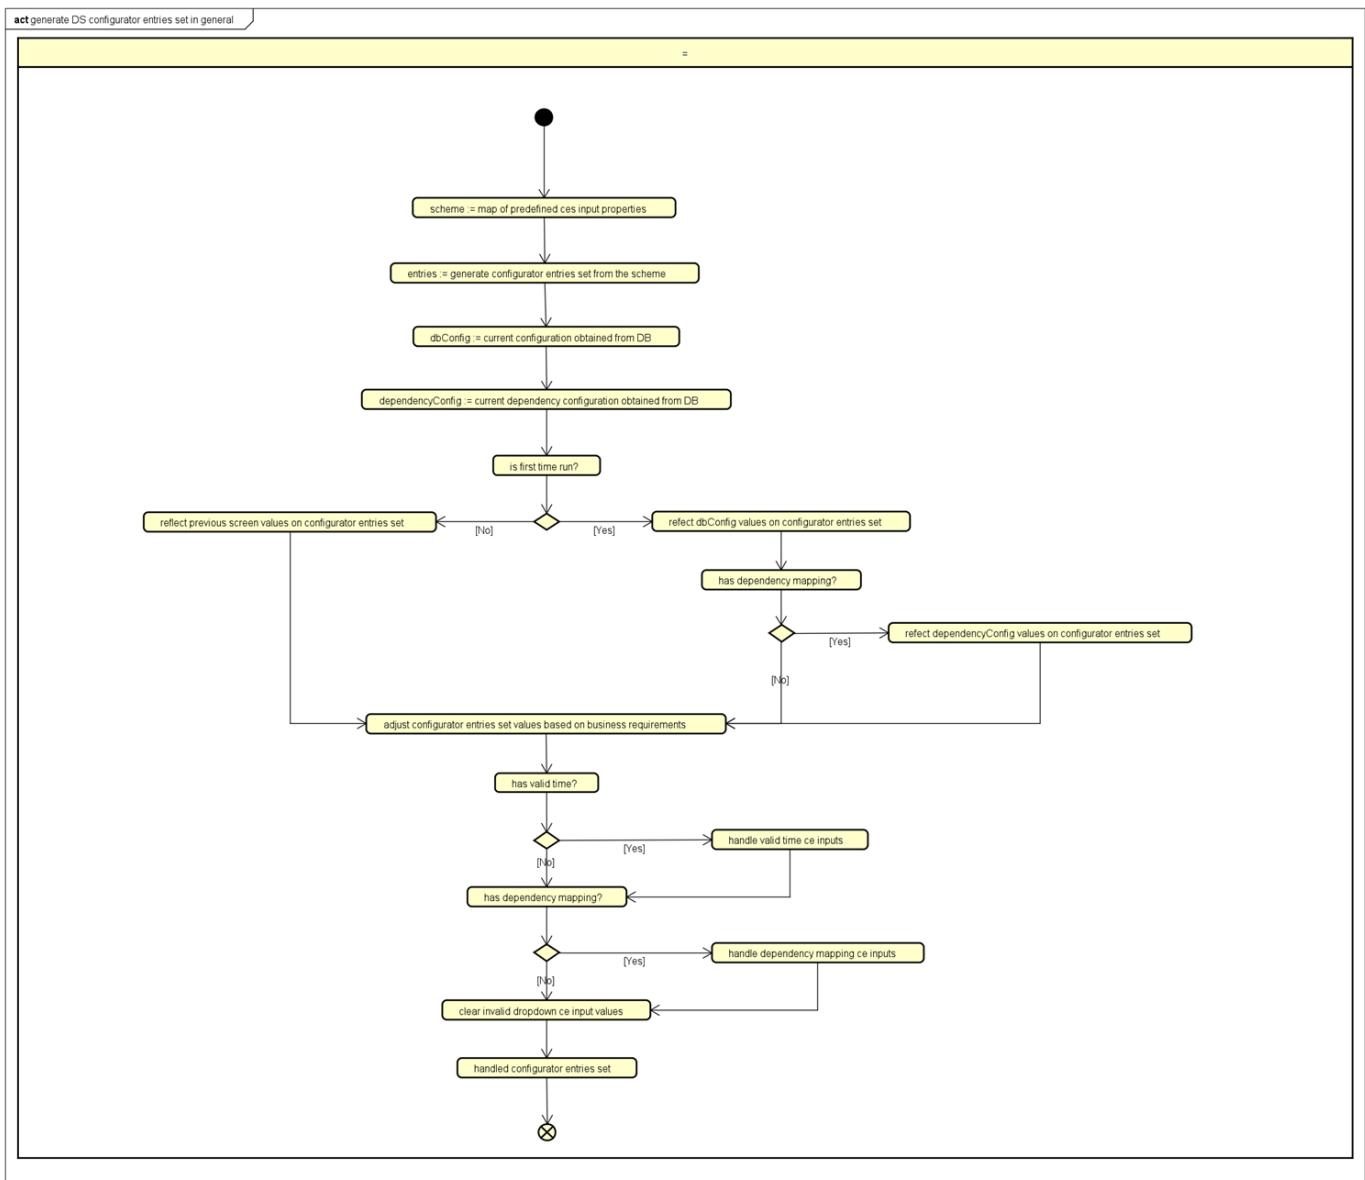 act generate DS configurator entries set in general
=
scheme := map of predefined ces input properties
entries := generate configurator entries set from the scheme
dbConfig := current configuration obtained from DB
dependencyConfig := current dependency configuration obtained from DB
is first time run?
reflect previous screen values on configurator entries set
[No]
[Yes]
refect dbConfig values on configurator entries set
has dependency mapping?
[Yes]
refect dependencyConfig values on configurator entries set
[No]
adjust configurator entries set values based on business requirements
has valid time?
[Yes]
handle valid time ce inputs
[No]
has dependency mapping?
[Yes]
handle dependency mapping ce inputs
[No]
clear invalid dropdown ce input values
handled configurator entries set